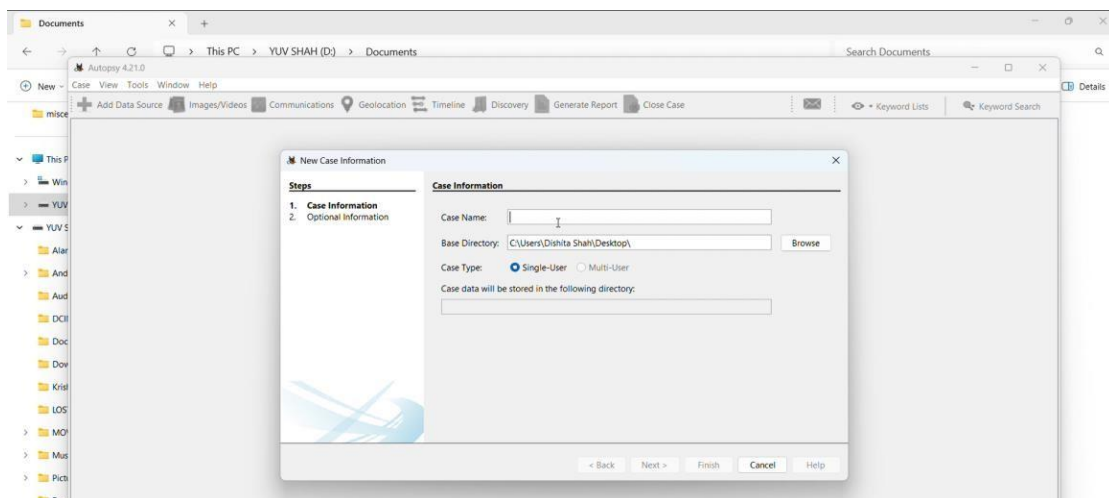 Documents
This PC > YUV SHAH (D:) > Documents
Search Documents
Autopsy 4.21.0
New
Case View Tools Window Help
Details
Add Data Source Images/Videos Communications Geolocation Timeline Discovery Generate Report Close Case Keyword Lists Keyword Search
misce
New Case Information
This P
Steps
Case Information
Win
1. Case Information
2. Optional Information
YUV
Case Name:
YUV S
Base Directory: C:\Users\Dishita Shah\Desktop\ Browse
Alar
Case Type: Single-User Multi-User
And
Case data will be stored in the following directory:
Aud
DCI
Doc
Dow
Krist
LOS
MO
Mus
< Back Next > Finish Cancel Help
Pict